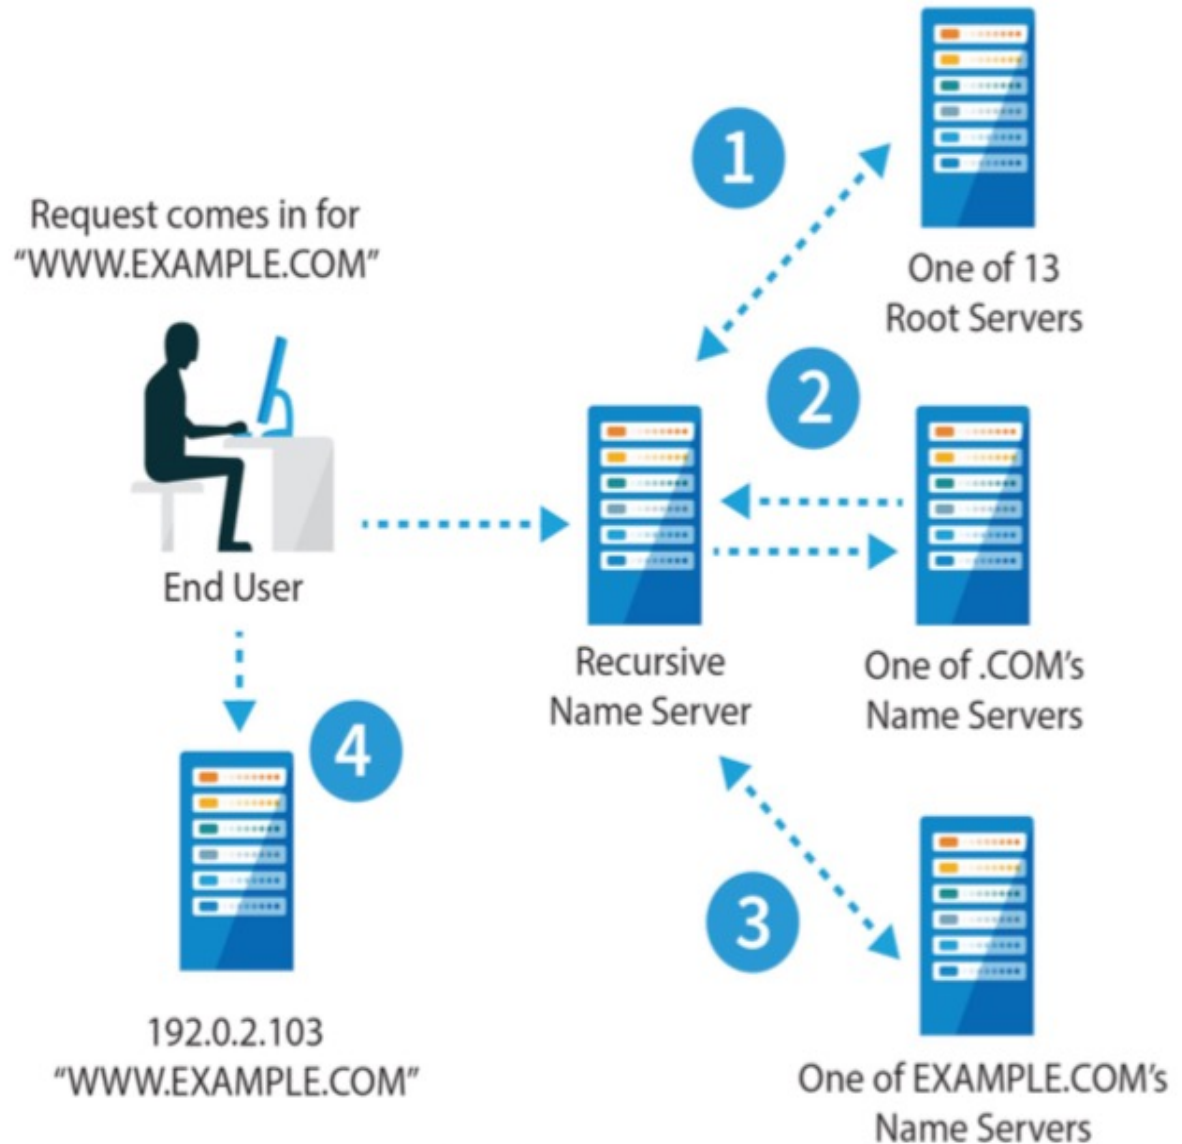 1
One of 13
Root Servers
Request comes in for
“WWW.EXAMPLE.COM”
End User
2
Recursive
Name Server
One of .COM’s
Name Servers
3
One of EXAMPLE.COM’s
Name Servers
4
192.0.2.103
“WWW.EXAMPLE.COM”